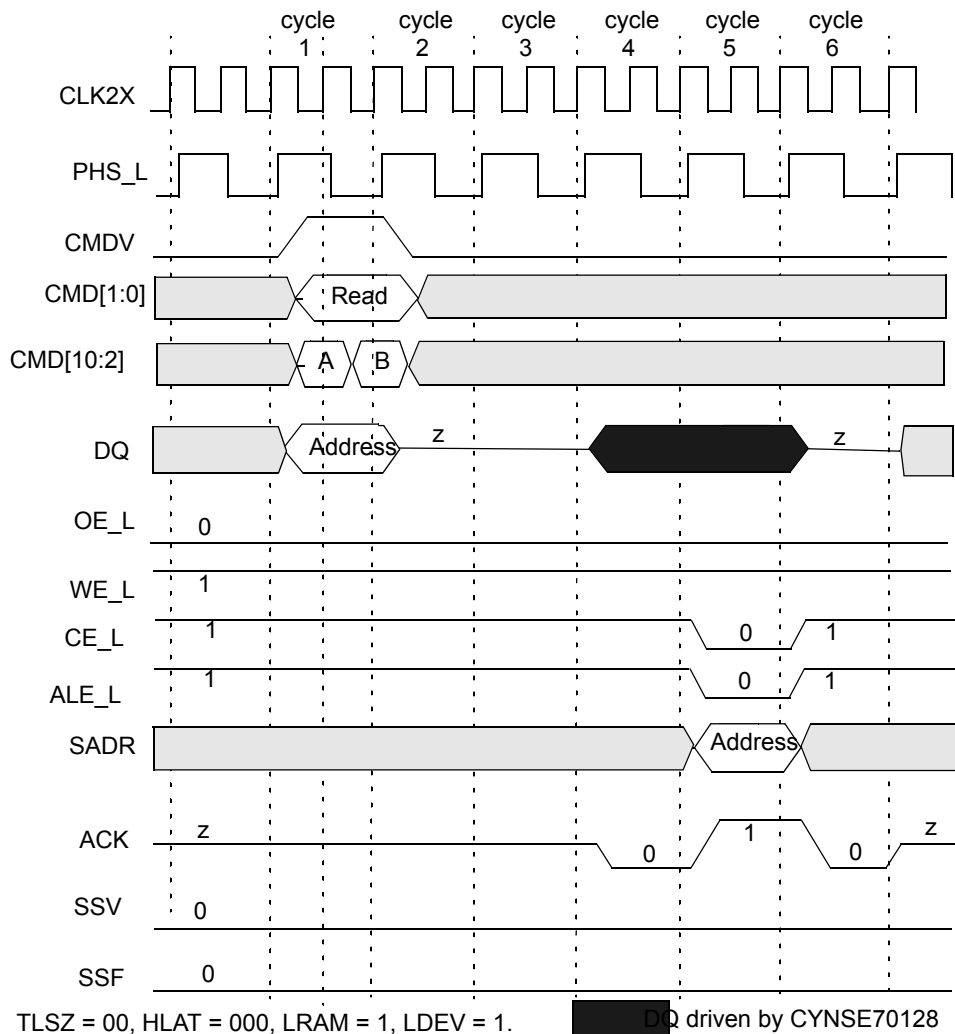 cycle cycle cycle cycle cycle cycle
1 2 3 4 5 6
CLK2X
PHS_L
CMDV
CMD[1:0] Read
CMD[10:2] A B
DQ Address z z
OE_L 0
WE_L 1
CE_L 1 0 1
ALE_L 1 0 1
SADR Address
ACK z 0 1 0 z
SSV 0
SSF 0
TLSZ = 00, HLAT = 000, LRAM = 1, LDEV = 1. DQ driven by CYNSE70128